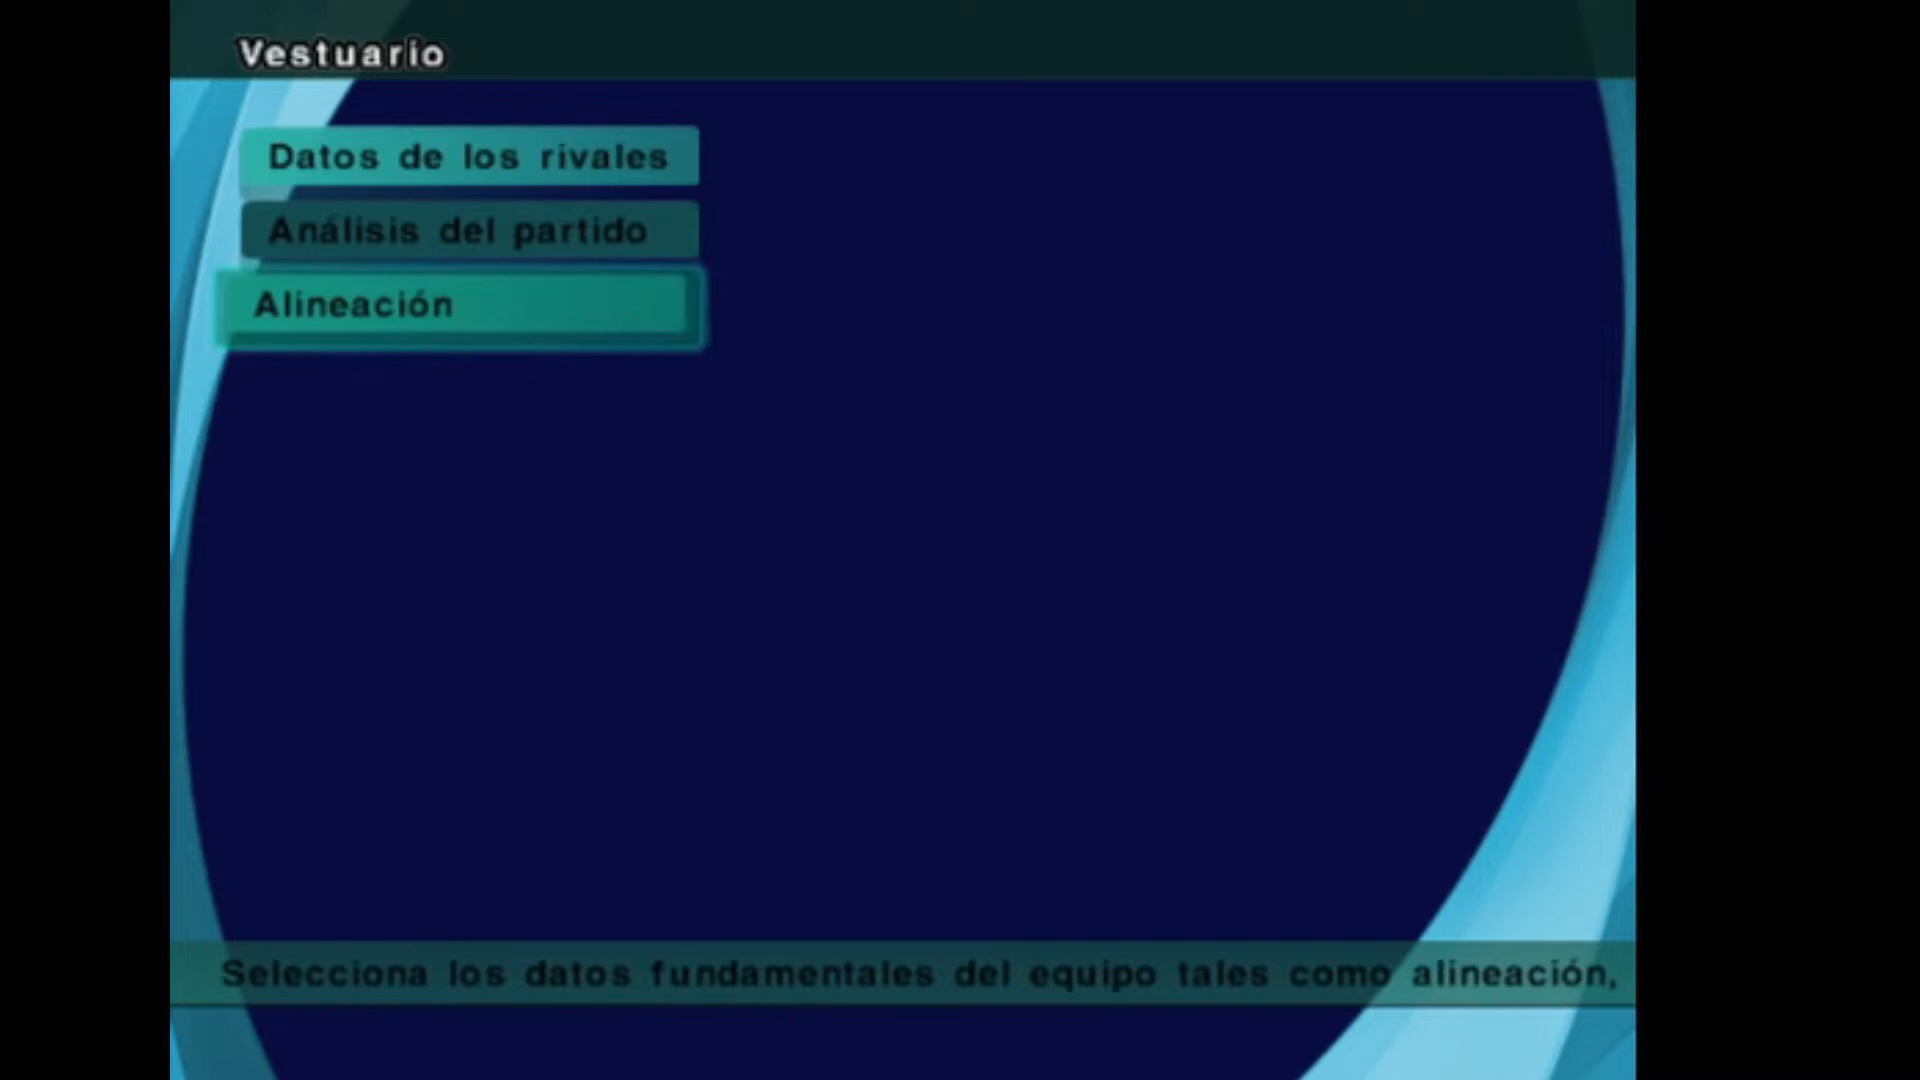 Vestuario
Datos de los rivales
Análisis del partido
Alineación
Selecciona los datos fundamentales del equipo tales como alineación,